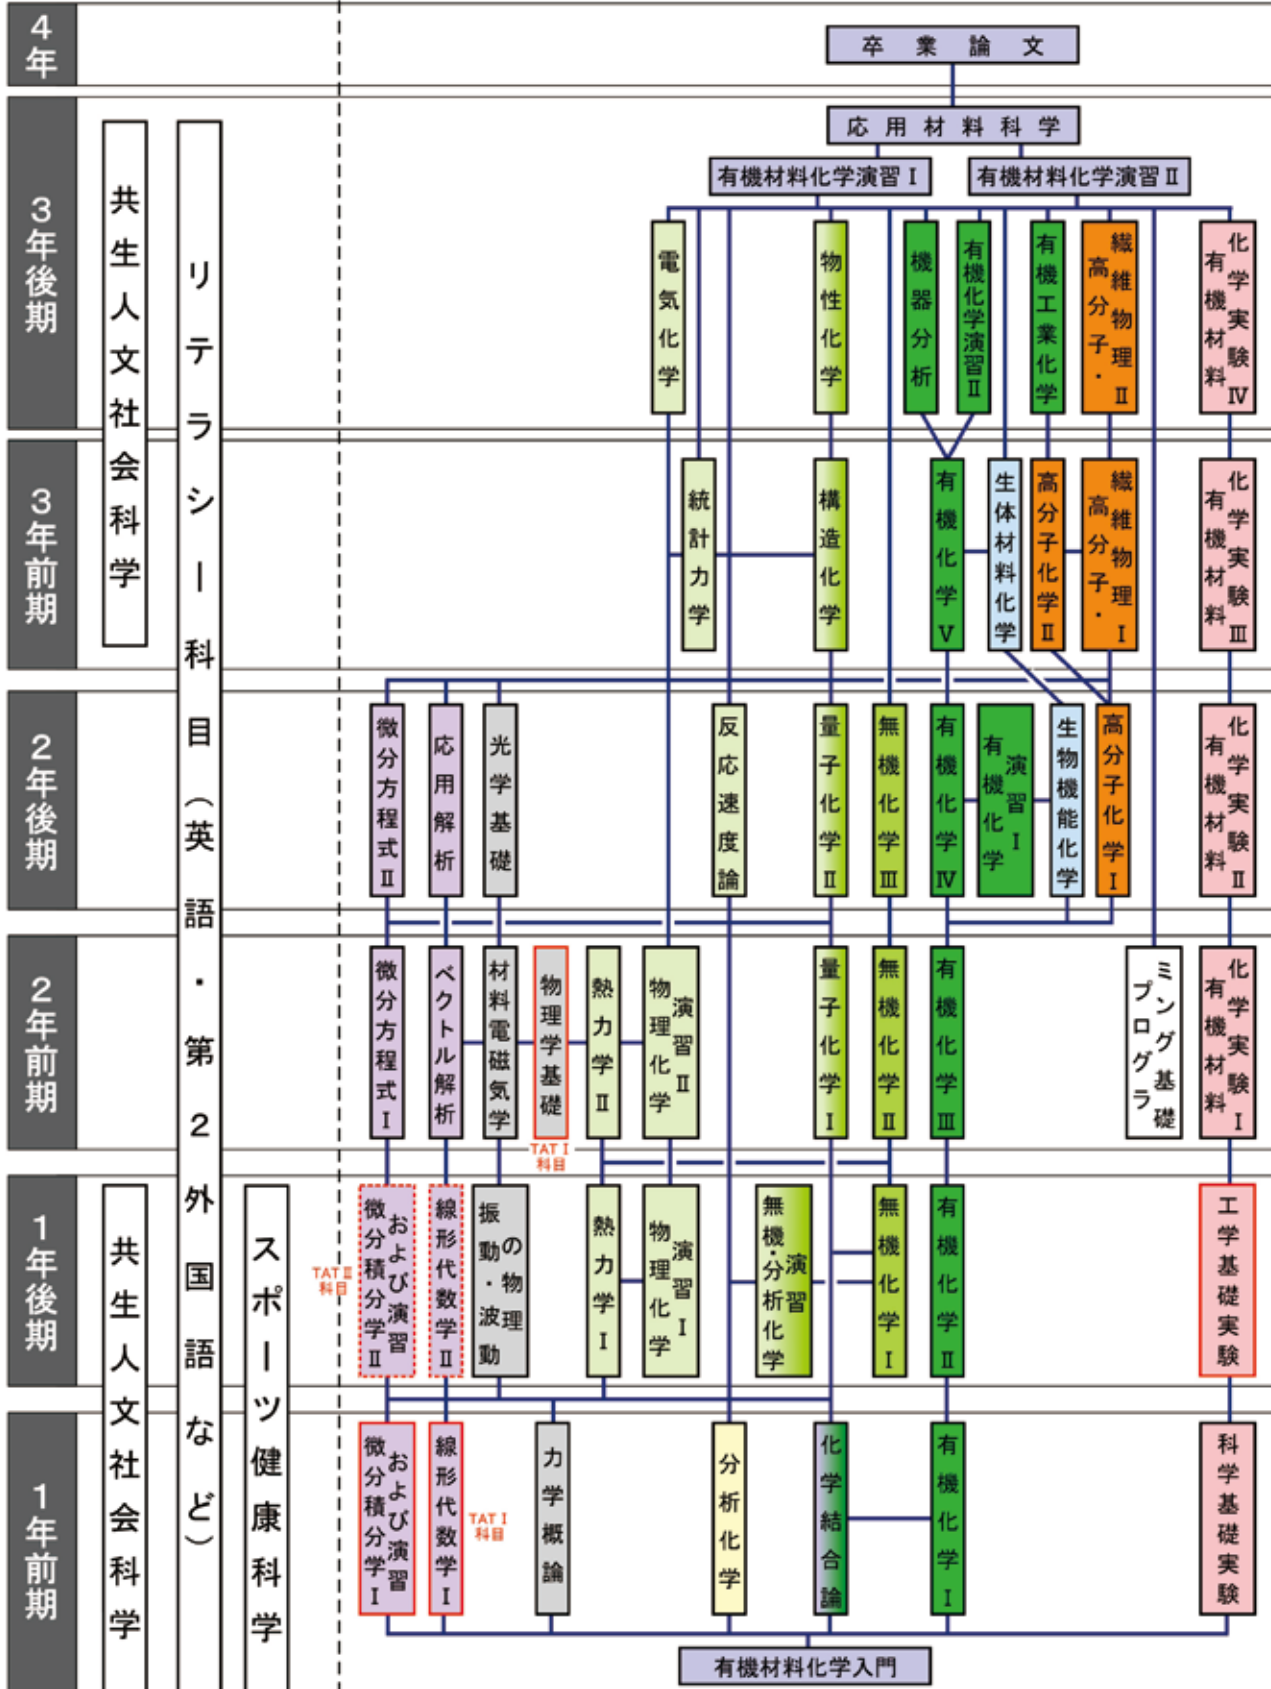 4年
卒業論文
3年後期
応用材料科学
有機材料化学演習Ⅰ
有機材料化学演習Ⅱ
共生人文社会科学
リテラシー科目（英語・第2外国語など）
電気化学
物性化学
機器分析
有機化学演習Ⅱ
有機工業化学
高分子・
繊維物理Ⅱ
有機材料
化学実験Ⅳ
3年前期
統計力学
構造化学
有機化学Ⅴ
生体材料化学
高分子化学Ⅱ
高分子・
繊維物理Ⅰ
有機材料
化学実験Ⅲ
2年後期
微分方程式Ⅱ
応用解析
光学基礎
反応速度論
量子化学Ⅱ
無機化学Ⅲ
有機化学Ⅳ
有機化学
演習Ⅰ
生物機能化学
高分子化学Ⅰ
有機材料
化学実験Ⅱ
2年前期
微分方程式Ⅰ
ベクトル解析
材料電磁気学
物理学基礎
TATⅠ
科目
熱力学Ⅱ
物理化学
演習Ⅱ
量子化学Ⅰ
無機化学Ⅱ
有機化学Ⅲ
プログラ
ミング基礎
有機材料
化学実験Ⅰ
1年後期
共生人文社会科学
スポーツ健康科学
TATⅡ
科目
微分積分学Ⅱ
および演習
線形代数学Ⅱ
振動・波動
の物理
熱力学Ⅰ
物理化学
演習Ⅰ
無機・分析化学
演習
無機化学Ⅰ
有機化学Ⅱ
工学基礎実験
1年前期
微分積分学Ⅰ
および演習
線形代数学Ⅰ
TATⅠ
科目
力学概論
分析化学
化学結合論
有機化学Ⅰ
科学基礎実験
有機材料化学入門